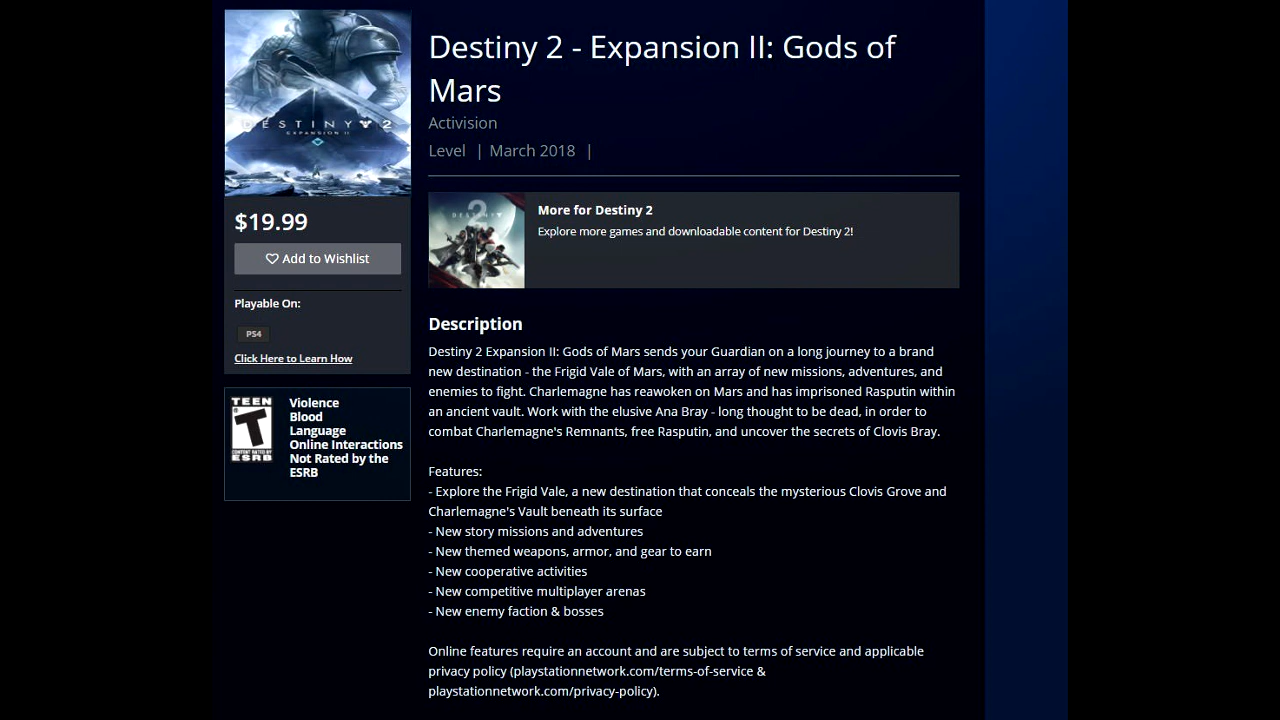 DESTINY 2
EXPANSION II
$19.99
Add to Wishlist
Playable On:
PS4
Click Here to Learn How
TEEN
T
CONTENT RATED BY
ESRB
Violence
Blood
Language
Online Interactions
Not Rated by the
ESRB
Destiny 2 - Expansion II: Gods of
Mars
Activision
Level | March 2018 |
2
DESTINY
More for Destiny 2
Explore more games and downloadable content for Destiny 2!
Description
Destiny 2 Expansion II: Gods of Mars sends your Guardian on a long journey to a brand
new destination - the Frigid Vale of Mars, with an array of new missions, adventures, and
enemies to fight. Charlemagne has reawoken on Mars and has imprisoned Rasputin within
an ancient vault. Work with the elusive Ana Bray - long thought to be dead, in order to
combat Charlemagne's Remnants, free Rasputin, and uncover the secrets of Clovis Bray.
Features:
- Explore the Frigid Vale, a new destination that conceals the mysterious Clovis Grove and
Charlemagne's Vault beneath its surface
- New story missions and adventures
- New themed weapons, armor, and gear to earn
- New cooperative activities
- New competitive multiplayer arenas
- New enemy faction & bosses
Online features require an account and are subject to terms of service and applicable
privacy policy (playstationnetwork.com/terms-of-service &
playstationnetwork.com/privacy-policy).